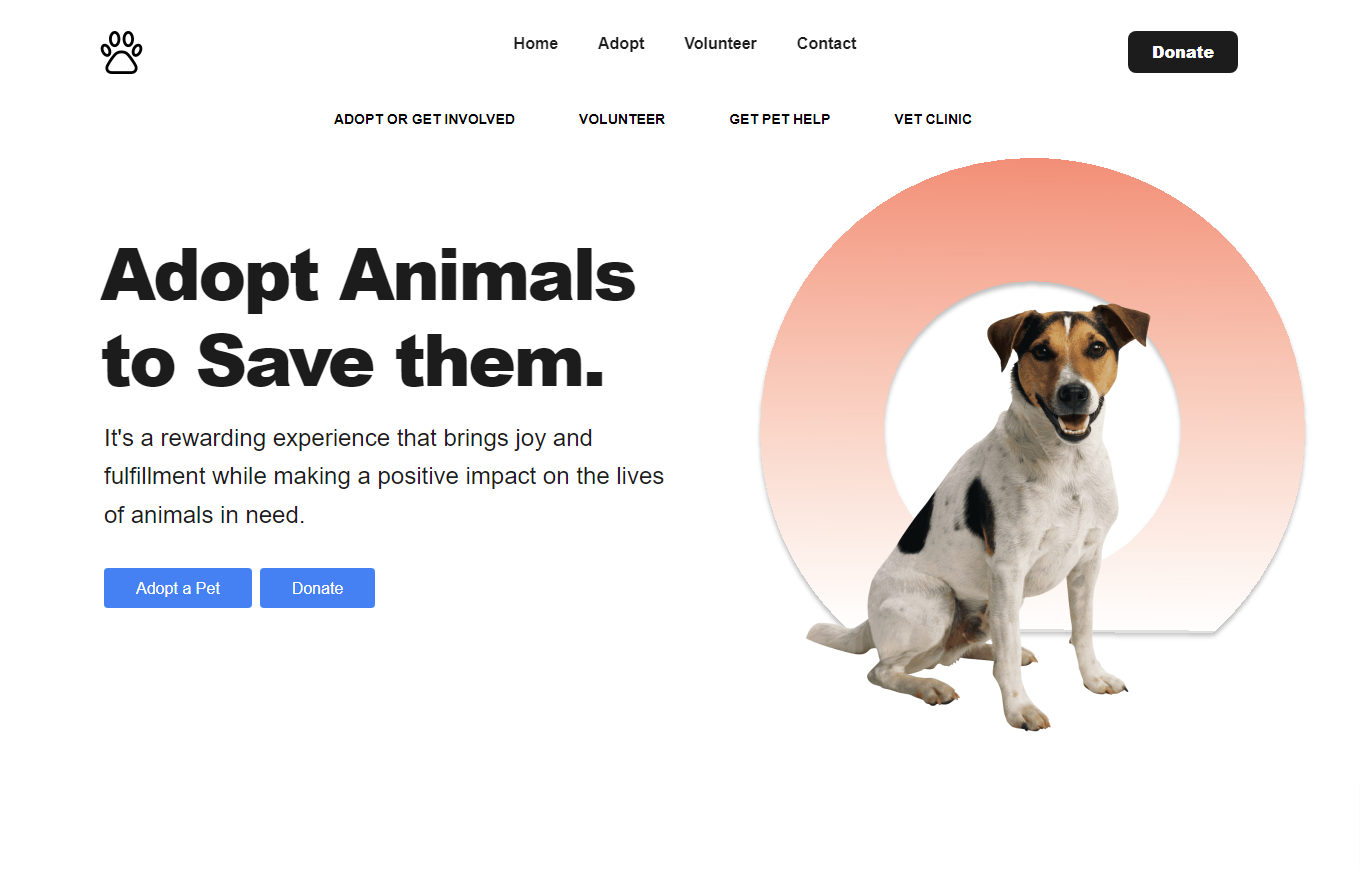 Home Adopt Volunteer Contact Donate
ADOPT OR GET INVOLVED VOLUNTEER GET PET HELP VET CLINIC
Adopt Animals
to Save them.
It's a rewarding experience that brings joy and
fulfillment while making a positive impact on the lives
of animals in need.
Adopt a Pet Donate